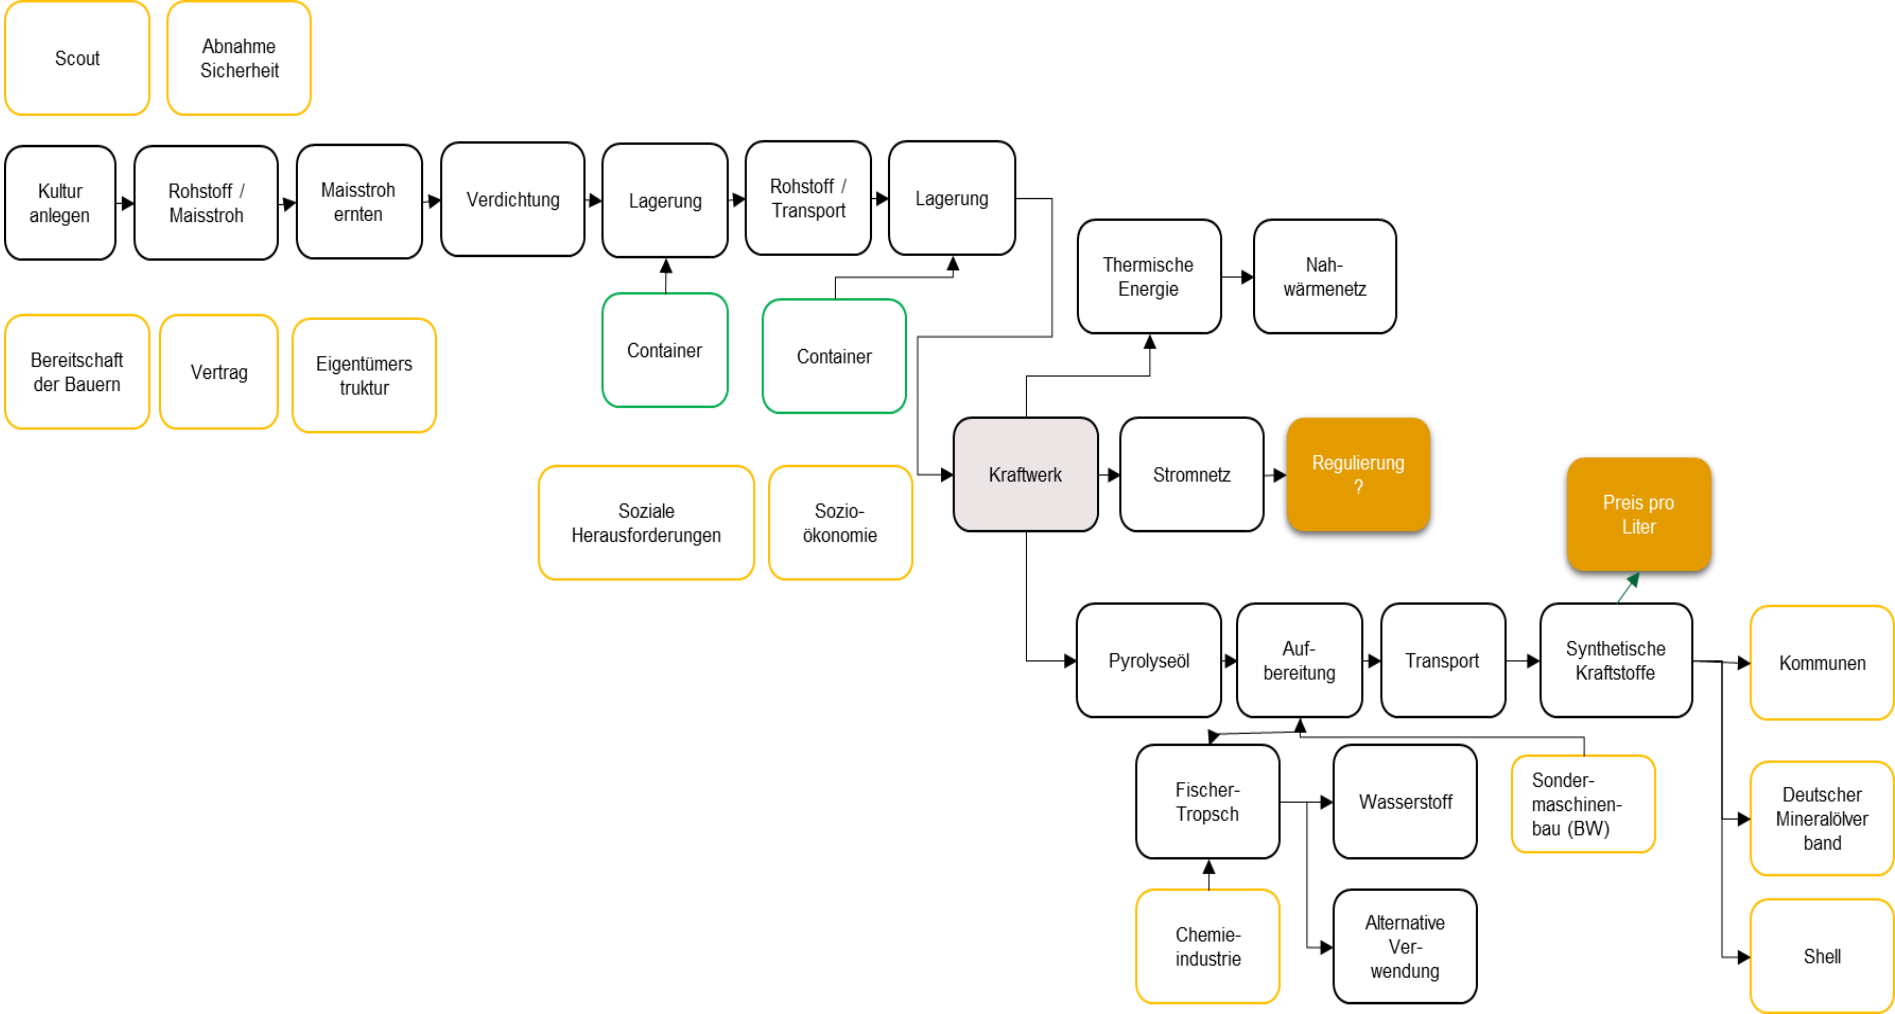 Scout
Abnahme
Sicherheit
Kultur
anlegen
Rohstoff /
Maisstroh
Maisstroh
ernten
Verdichtung
Lagerung
Rohstoff /
Transport
Lagerung
Thermische
Energie
Nah-
wärmenetz
Bereitschaft
der Bauern
Vertrag
Eigentümers
truktur
Container
Container
Soziale
Herausforderungen
Sozio-
ökonomie
Kraftwerk
Stromnetz
Regulierung
?
Preis pro
Liter
Pyrolyseöl
Auf-
bereitung
Transport
Synthetische
Kraftstoffe
Kommunen
Fischer-
Tropsch
Wasserstoff
Sonder-
maschinen-
bau (BW)
Deutscher
Mineralölver
band
Chemie-
industrie
Alternative
Ver-
wendung
Shell